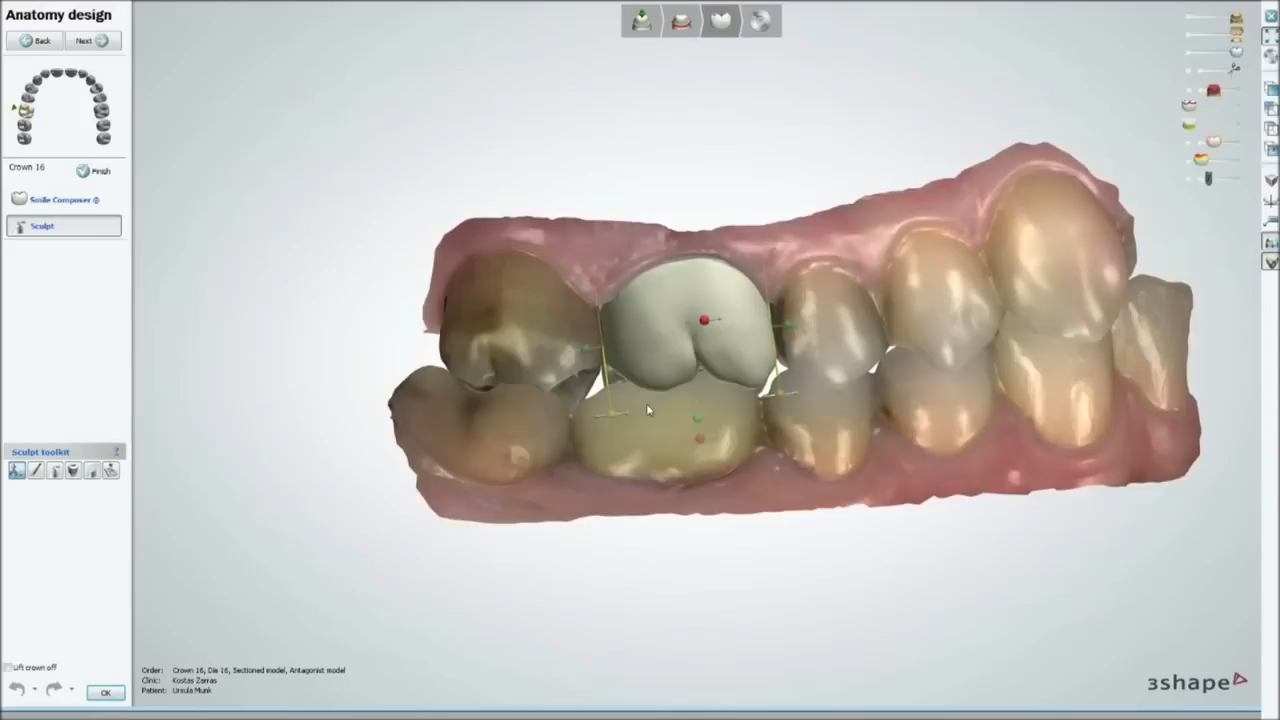 Anatomy design
Back
Next
Crown 16
Finish
Smile Composer ®
Sculpt
Sculpt toolkit
Lift crown off
OK
Order: Crown 16, Die 16, Sectioned model, Antagonist model
Clinic: Kostas Zarras
Patient: Ursula Munk
3shape